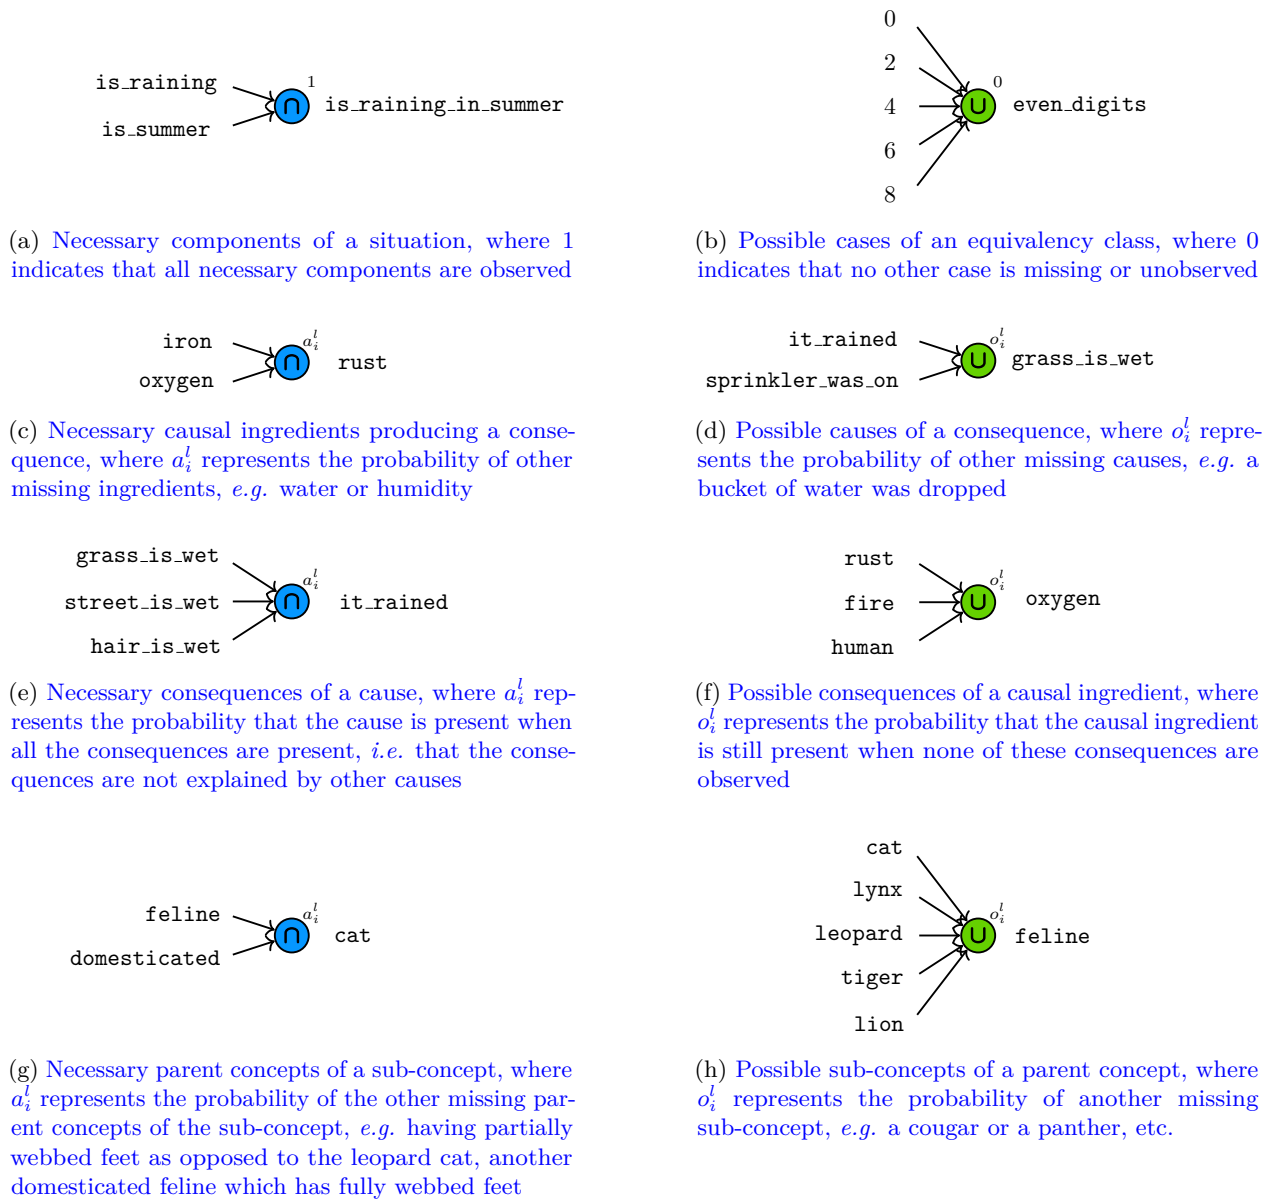 is_raining
is_summer
∩
1
is_raining_in_summer
(a) Necessary components of a situation, where 1
indicates that all necessary components are observed
0
2
4
6
8
∪
0
even_digits
(b) Possible cases of an equivalency class, where 0
indicates that no other case is missing or unobserved
iron
oxygen
∩
a_i^l
rust
(c) Necessary causal ingredients producing a conse-
quence, where a_i^l represents the probability of other
missing ingredients, e.g. water or humidity
it_rained
sprinkler_was_on
∪
o_i^l
grass_is_wet
(d) Possible causes of a consequence, where o_i^l repre-
sents the probability of other missing causes, e.g. a
bucket of water was dropped
grass_is_wet
street_is_wet
hair_is_wet
∩
a_i^l
it_rained
(e) Necessary consequences of a cause, where a_i^l rep-
resents the probability that the cause is present when
all the consequences are present, i.e. that the conse-
quences are not explained by other causes
rust
fire
human
∪
o_i^l
oxygen
(f) Possible consequences of a causal ingredient, where
o_i^l represents the probability that the causal ingredient
is still present when none of these consequences are
observed
feline
domesticated
∩
a_i^l
cat
(g) Necessary parent concepts of a sub-concept, where
a_i^l represents the probability of the other missing par-
ent concepts of the sub-concept, e.g. having partially
webbed feet as opposed to the leopard cat, another
domesticated feline which has fully webbed feet
cat
lynx
leopard
tiger
lion
∪
o_i^l
feline
(h) Possible sub-concepts of a parent concept, where
o_i^l represents the probability of another missing
sub-concept, e.g. a cougar or a panther, etc.